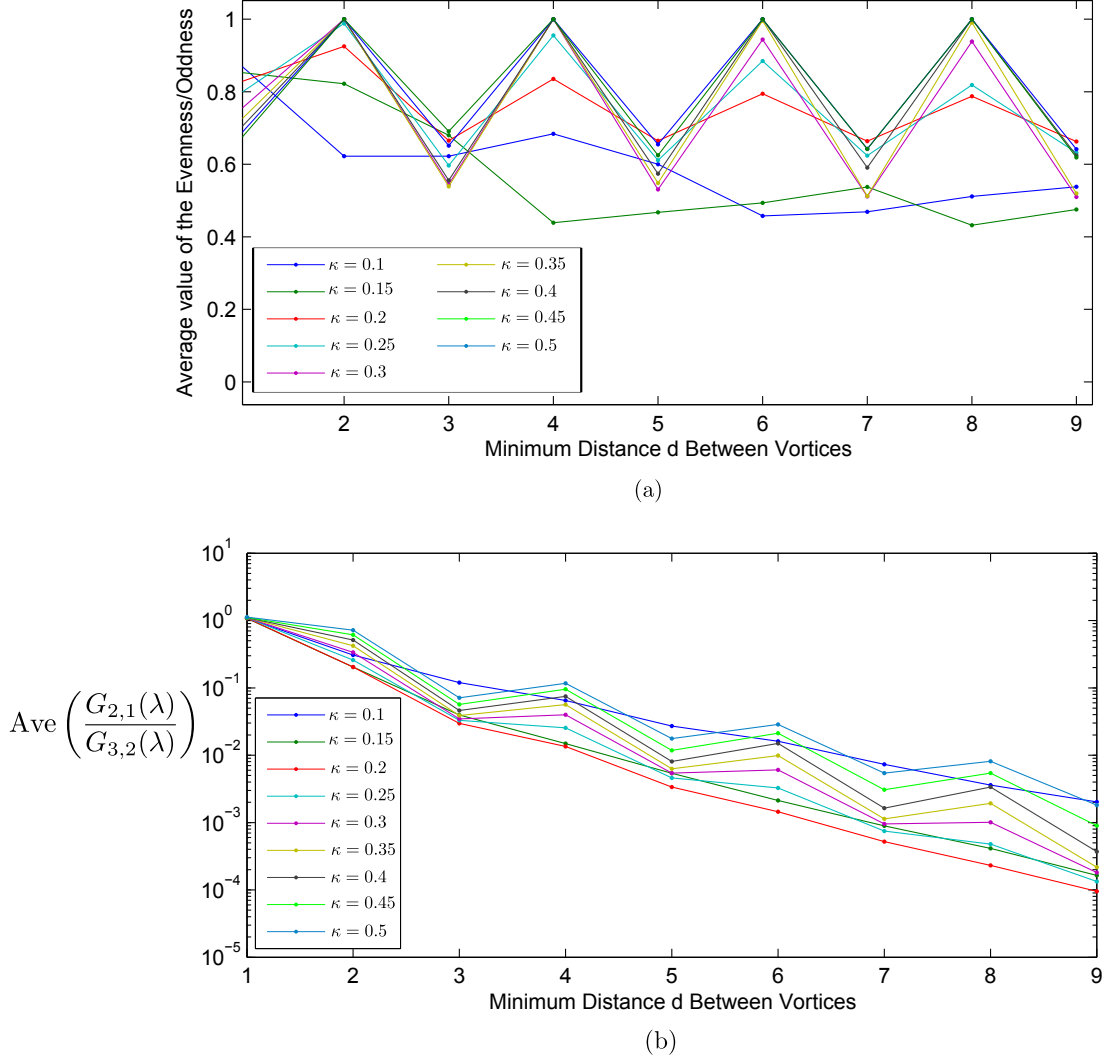 Average value of the Evenness/Oddness
1
0.8
0.6
0.4
0.2
0
κ = 0.1
κ = 0.15
κ = 0.2
κ = 0.25
κ = 0.3
κ = 0.35
κ = 0.4
κ = 0.45
κ = 0.5
2 3 4 5 6 7 8 9
Minimum Distance d Between Vortices
(a)
Ave (G_{2,1}(λ) / G_{3,2}(λ))
10^1
10^0
10^{−1}
10^{−2}
10^{−3}
10^{−4}
10^{−5}
κ = 0.1
κ = 0.15
κ = 0.2
κ = 0.25
κ = 0.3
κ = 0.35
κ = 0.4
κ = 0.45
κ = 0.5
1 2 3 4 5 6 7 8 9
Minimum Distance d Between Vortices
(b)